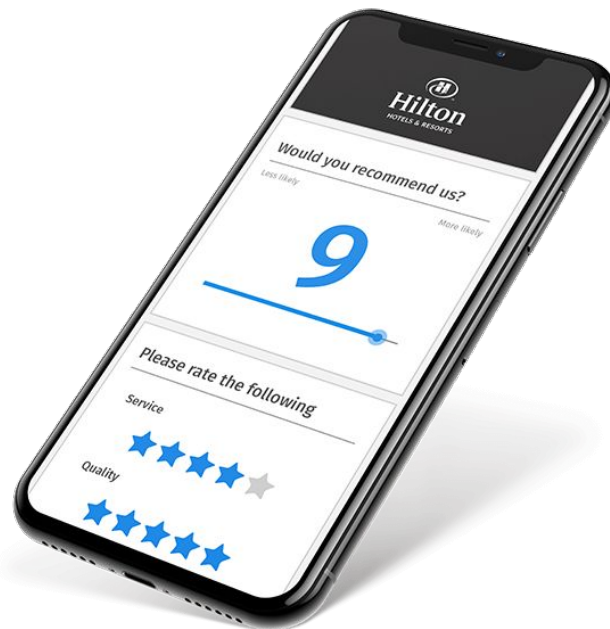 Hilton
HOTELS & RESORTS
Would you recommend us?
Less likely
More likely
9
Please rate the following
Service
Quality